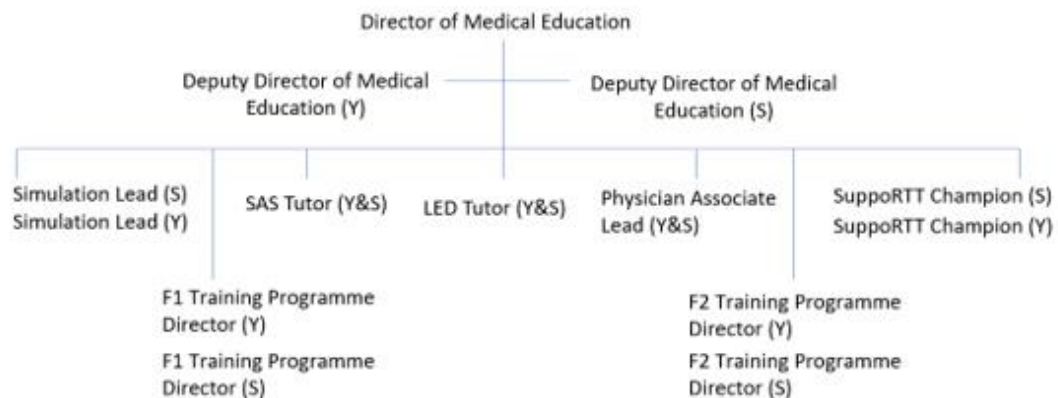 Director of Medical Education
Deputy Director of Medical
Education (Y)
Deputy Director of Medical
Education (S)
Simulation Lead (S)
Simulation Lead (Y)
SAS Tutor (Y&S)
LED Tutor (Y&S)
Physician Associate
Lead (Y&S)
SuppoRTT Champion (S)
SuppoRTT Champion (Y)
F1 Training Programme
Director (Y)
F1 Training Programme
Director (S)
F2 Training Programme
Director (Y)
F2 Training Programme
Director (S)